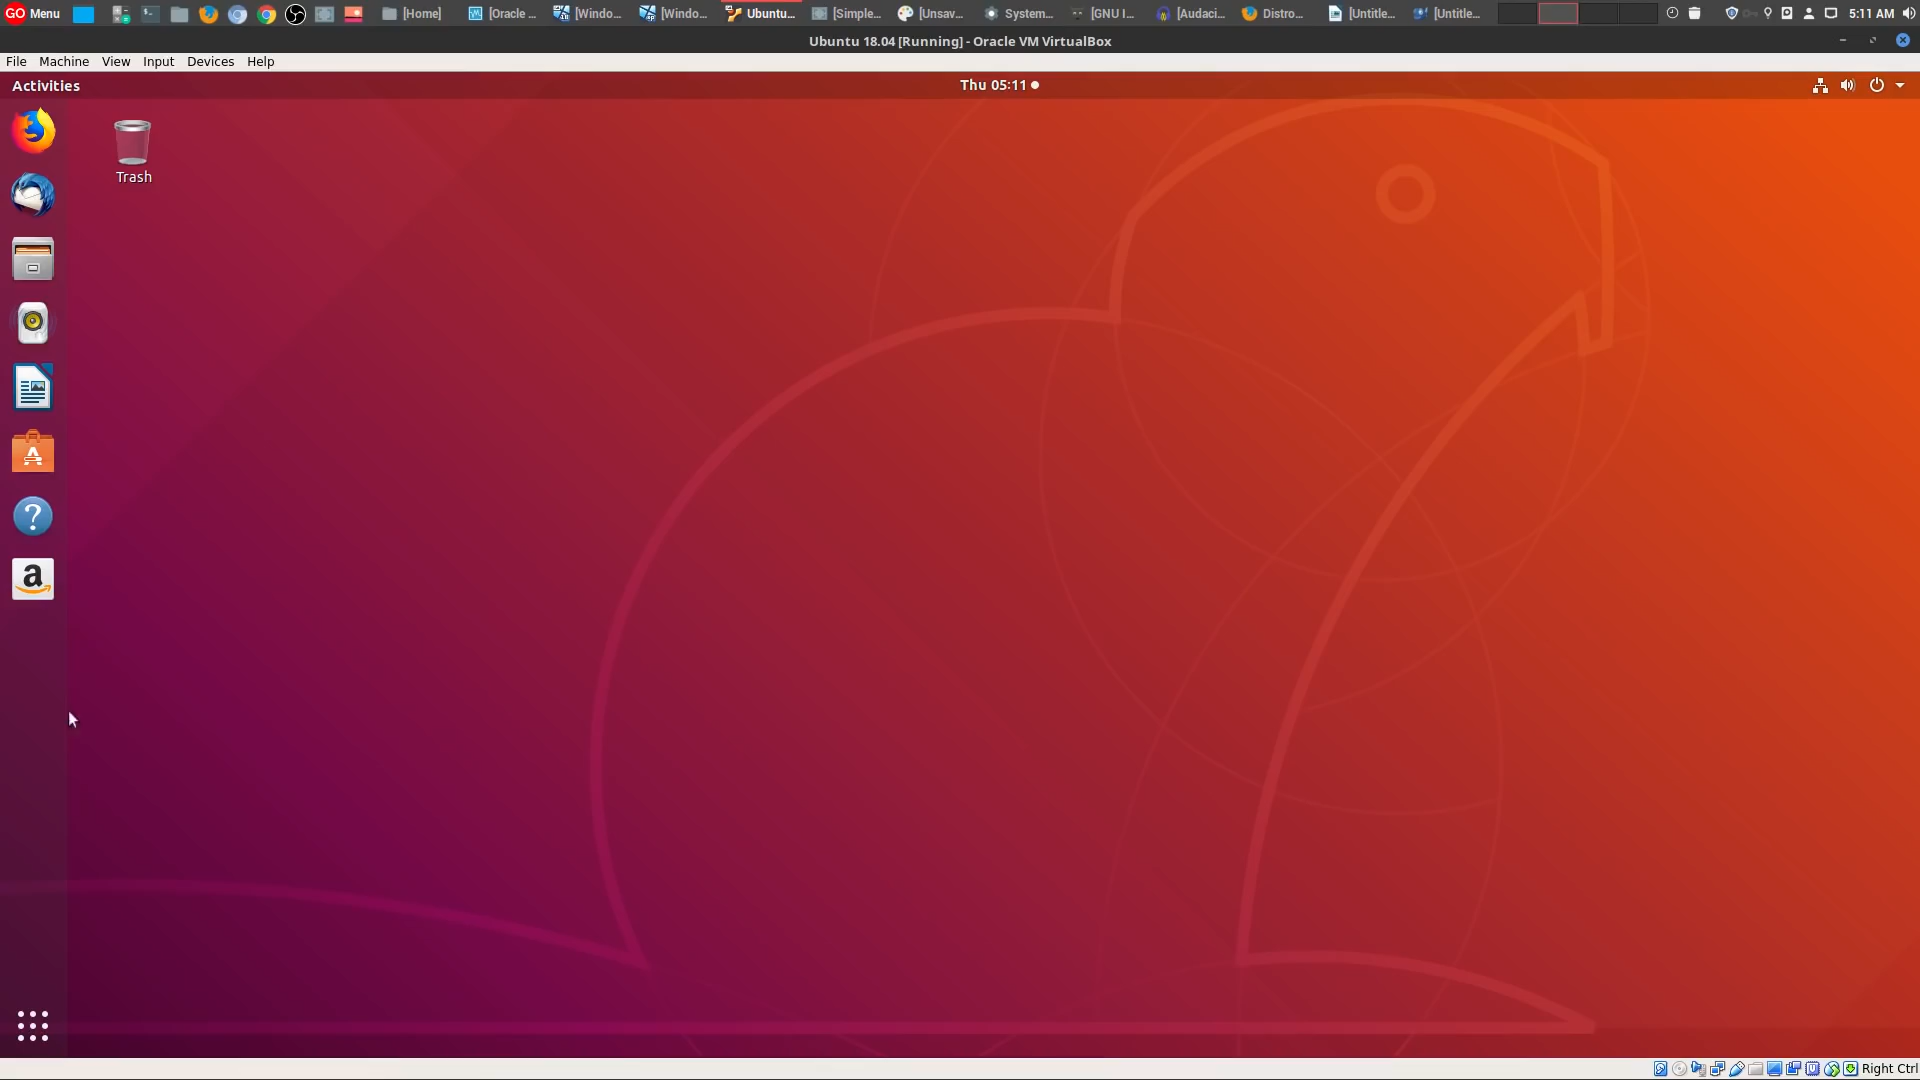 GO Menu
[Home]
[Oracle ...
[Windo...
[Windo...
Ubuntu...
[Simple...
[Unsav...
System...
[GNU I...
[Audaci...
Distro...
[Untitle...
[Untitle...
5:11 AM
Ubuntu 18.04 [Running] - Oracle VM VirtualBox
File Machine View Input Devices Help
Activities
Thu 05:11
Trash
Right Ctrl